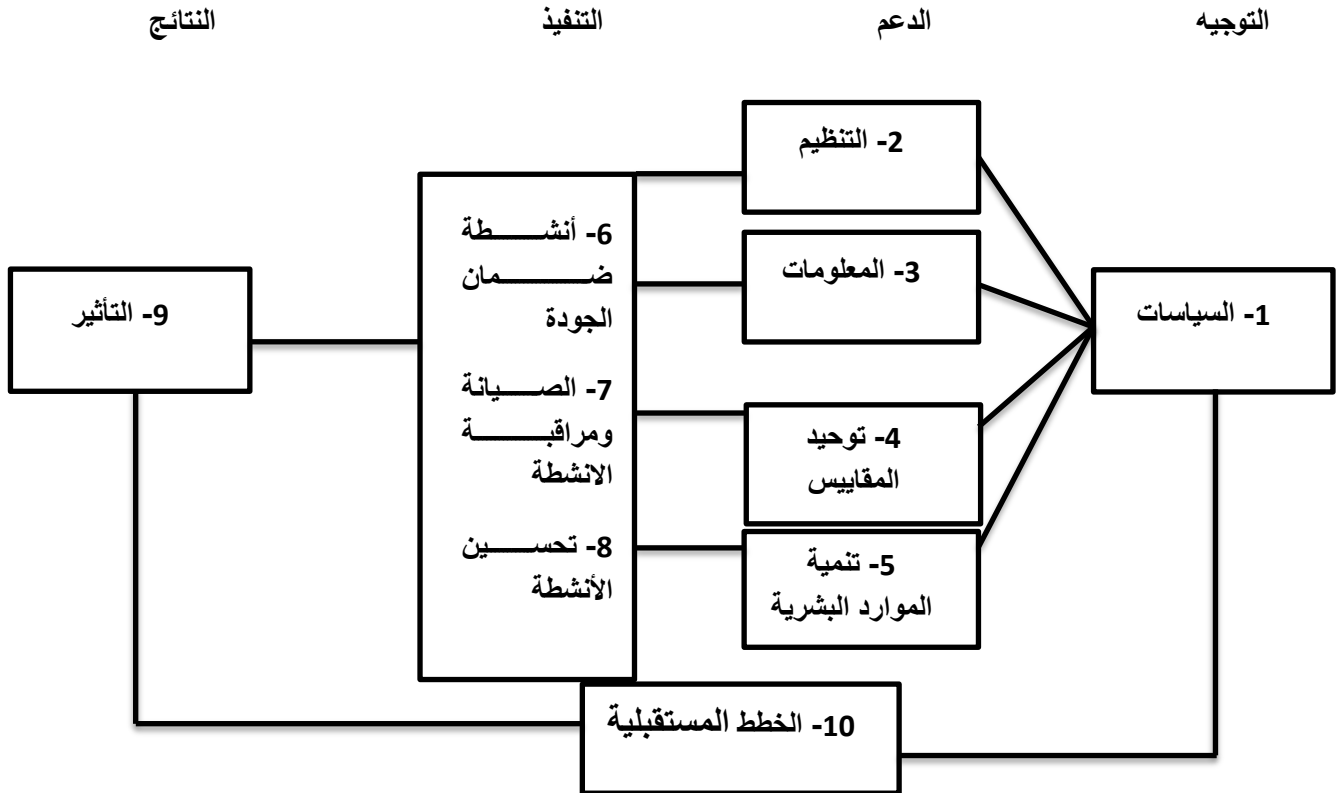 التوجيه
الدعم
التنفيذ
النتائج
1- السياسات
2- التنظيم
3- المعلومات
4- توحيد
المقاييس
5- تنمية
الموارد البشرية
6- أنشطة
ضمان
الجودة
7- الصيانة
ومراقبة
الانشطة
8- تحسين
الأنشطة
9- التأثير
10- الخطط المستقبلية